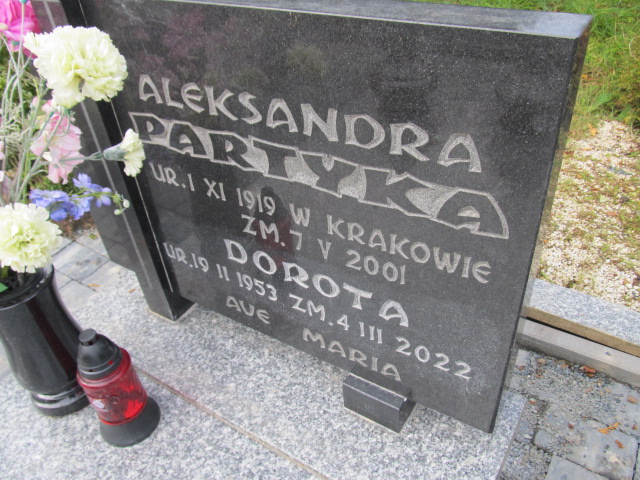 ALEKSANDRA
PARTYKA
UR. 1 XI 1919 W KRAKOWIE
ZM. 7 V 2001
DOROTA
UR. 19 II 1953 ZM. 4 III 2022
AVE MARIA